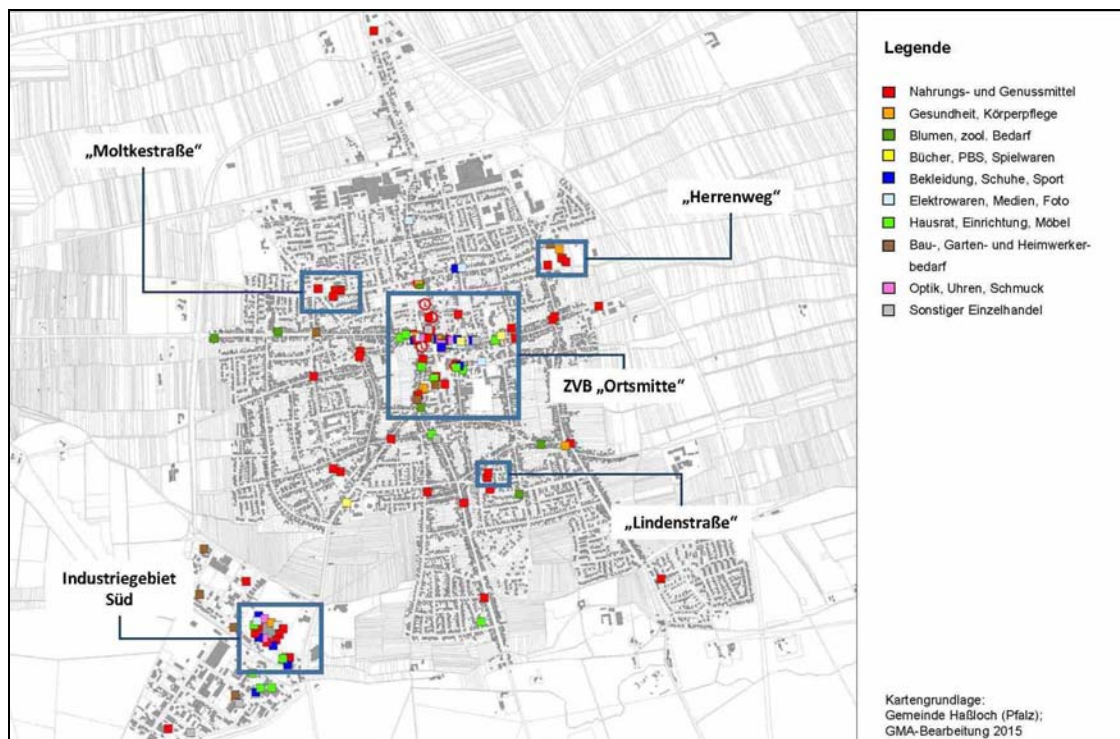 „Moltkestraße“
„Herrenweg“
ZVB „Ortsmitte“
„Lindenstraße“
Industriegebiet
Süd
Legende
Nahrungs- und Genussmittel
Gesundheit, Körperpflege
Blumen, zool. Bedarf
Bücher, PBS, Spielwaren
Bekleidung, Schuhe, Sport
Elektrowaren, Medien, Foto
Hausrat, Einrichtung, Möbel
Bau-, Garten- und Heimwerker-
bedarf
Optik, Uhren, Schmuck
Sonstiger Einzelhandel
Kartengrundlage:
Gemeinde Haßloch (Pfalz);
GMA-Bearbeitung 2015